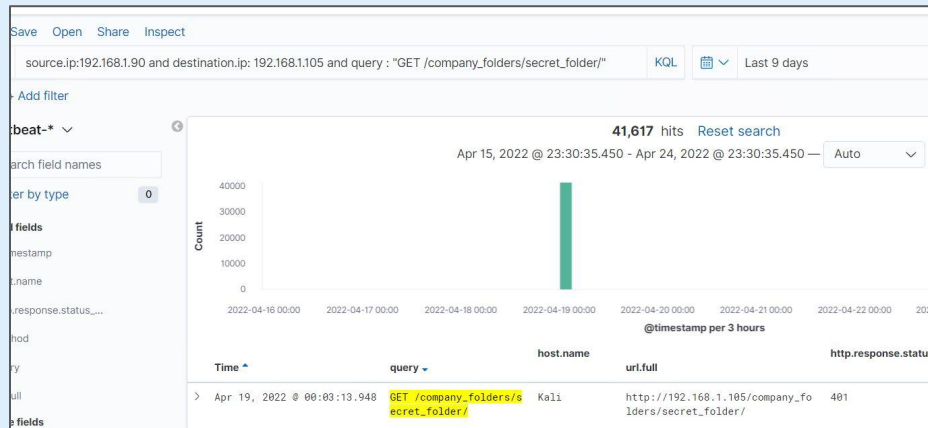 Save Open Share Inspect
source.ip:192.168.1.90 and destination.ip: 192.168.1.105 and query : "GET /company_folders/secret_folder/" KQL Last 9 days
+ Add filter
tbeat-*
arch field names
ter by type 0
41,617 hits Reset search
Apr 15, 2022 @ 23:30:35.450 - Apr 24, 2022 @ 23:30:35.450 — Auto
d fields
mestamp
t.name
.response.status_...
hod
ry
ull
e fields
Count
40000
30000
20000
10000
0
2022-04-16 00:00 2022-04-17 00:00 2022-04-18 00:00 2022-04-19 00:00 2022-04-20 00:00 2022-04-21 00:00 2022-04-22 00:00 202
@timestamp per 3 hours
Time query host.name url.full http.response.statu
Apr 19, 2022 @ 00:03:13.948 GET /company_folders/s Kali http://192.168.1.105/company_fo 401
ecret_folder/ lders/secret_folder/